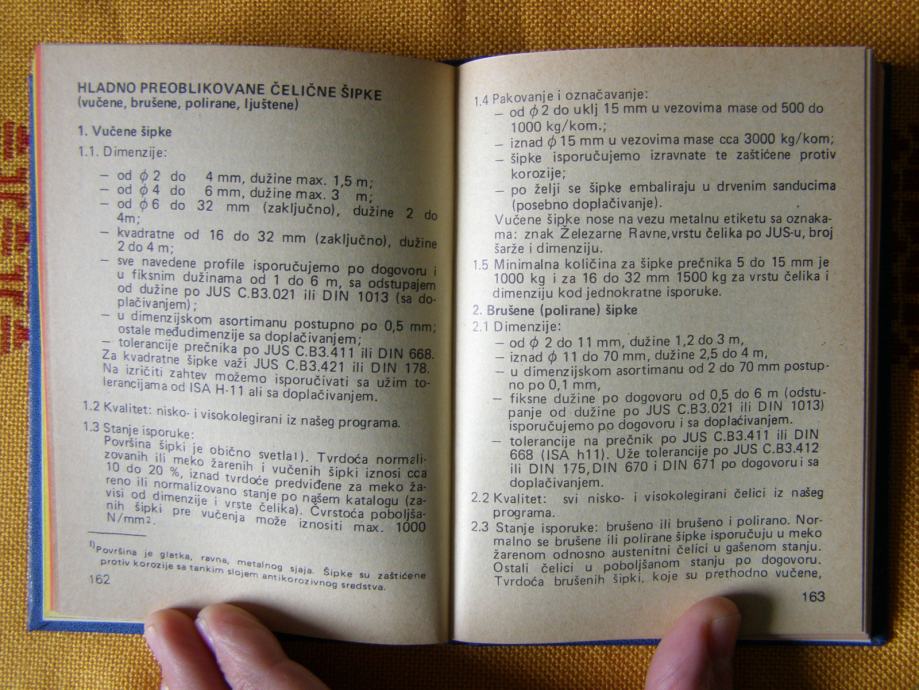 HLADNO PREOBLIKOVANE ČELIČNE ŠIPKE
(vučene, brušene, polirane, ljuštene)
1. Vučene šipke
1.1. Dimenzije:
— od ϕ 2 do 4 mm, dužine max. 1,5 m;
— od ϕ 4 do 6 mm, dužine max. 3 m;
— od ϕ 6 do 32 mm (zaključno), dužine 2 do
4m;
— kvadratne od 16 do 32 mm (zaključno), dužine
2 do 4 m;
— sve navedene profile isporučujemo po dogovoru i
u fiksnim dužinama od 1 do 6 m, sa odstupajem
od dužine po JUS C.B3.021 ili DIN 1013 (sa do-
plačivanjem);
— u dimenzijskom asortimanu postupno po 0,5 mm;
ostale međudimenzije sa doplačivanjem;
— tolerancije prečnika po JUS C.B3.411 ili DIN 668.
Za kvadratne šipke važi JUS C.B3.421 ili DIN 178.
Na izričiti zahtev možemo isporučivati sa užim to-
lerancijama od ISA H-11 ali sa doplačivanjem.
1.2 Kvalitet: nisko- i visokolegirani iz našeg programa.
1.3 Stanje isporuke:
Površina šipki je obično svetla1). Tvrdoća normali-
zovanih ili meko žarenih i vučenih šipki iznosi cca
10 do 20 %, iznad tvrdoće predviđene za meko ža-
reno ili normalizovano stanje po našem katalogu (za-
visi od dimenzije i vrste čelika). Čvrstoća poboljša-
nih šipki pre vučenja može iznositi max. 1000
N/mm2.
1)Površina je glatka, ravna, metalnog sjaja. Šipke su zaštićene
protiv korozije sa tankim slojem antikorozivnog sredstva.
162
1.4 Pakovanje i označavanje:
— od ϕ 2 do uklj 15 mm u vezovima mase od 500 do
1000 kg/kom.;
— iznad ϕ 15 mm u vezovima mase cca 3000 kg/kom;
— šipke isporučujemo izravnate te zaštićene protiv
korozije;
— po želji se šipke embaliraju u drvenim sanducima
(posebno doplačivanje).
Vučene šipke nose na vezu metalnu etiketu sa oznaka-
ma: znak Železarne Ravne, vrstu čelika po JUS-u, broj
šarže i dimenziju.
1.5 Minimalna količina za šipke prečnika 5 do 15 mm je
1000 kg i za 16 do 32 mm 1500 kg za vrstu čelika i
dimenziju kod jednokratne isporuke.
2. Brušene (polirane) šipke
2.1 Dimenzije:
— od ϕ 2 do 11 mm, dužine 1,2 do 3 m,
— iznad ϕ 11 do 70 mm, dužine 2,5 do 4 m,
— u dimenzijskom asortimanu od 2 do 70 mm postup-
no po 0,1 mm,
— fiksne dužine po dogovoru od 0,5 do 6 m (odstu-
panje od dužine po JUS C.B3.021 ili DIN 1013)
isporučujemo po dogovoru i sa doplaćivanjem.
— tolerancije na prečnik po JUS C.B3.411 ili DIN
668 (ISA h11). Uže tolerancije po JUS C.B3.412
ili DIN 175, DIN 670 i DIN 671 po dogovoru i sa
doplačivanjem.
2.2 Kvalitet: svi nisko- i visokolegirani čelici iz našeg
programa.
2.3 Stanje isporuke: brušeno ili brušeno i polirano. Nor-
malno se brušene ili polirane šipke isporučuju u meko
žarenom odnosno austenitni čelici u gašenom stanju.
Ostali čelici u poboljšanom stanju po dogovoru.
Tvrdoća brušenih šipki, koje su prethodno vučene,
163